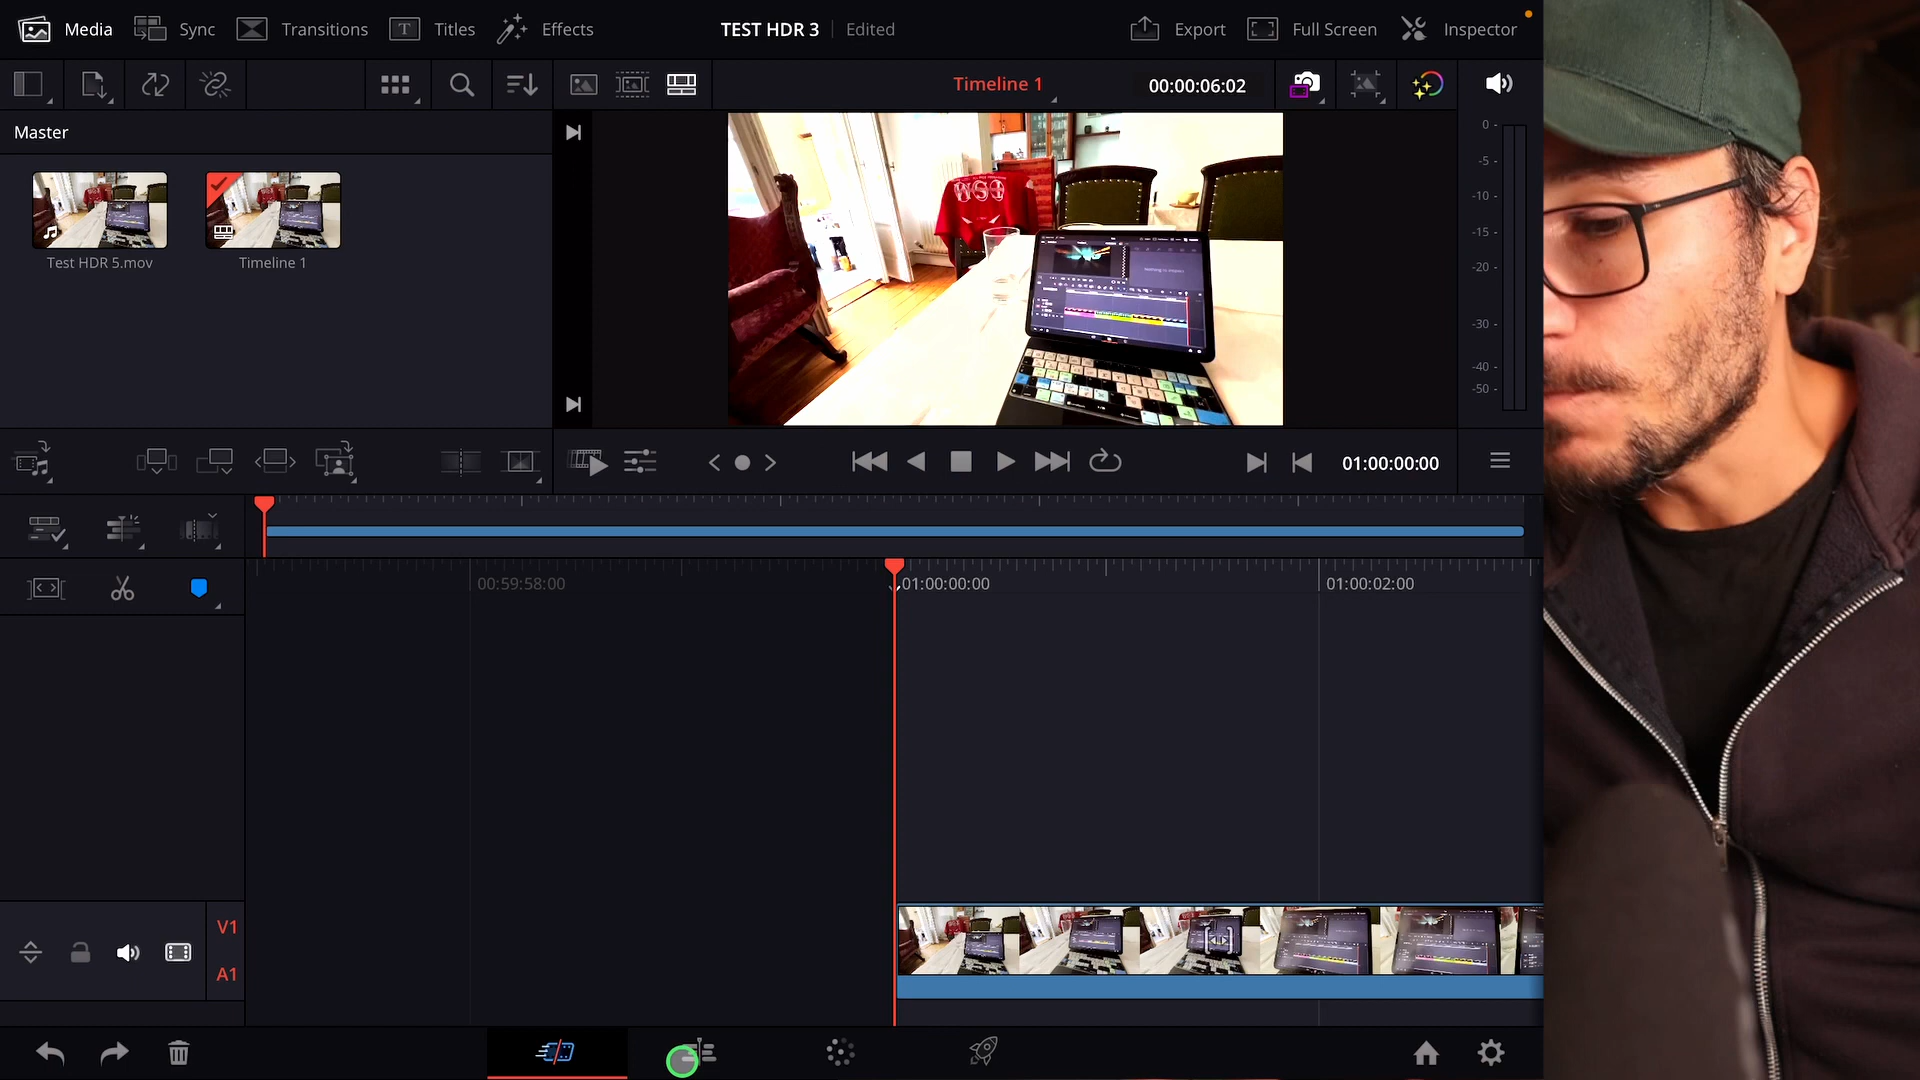 Media
Sync
Transitions
Titles
Effects
TEST HDR 3
Edited
Export
Full Screen
Inspector
Timeline 1
00:00:06:02
Master
Test HDR 5.mov
Timeline 1
WS1
0
-5
-10
-15
-20
-30
-40
-50
01:00:00:00
00:59:58:00
01:00:00:00
01:00:02:00
V1
A1